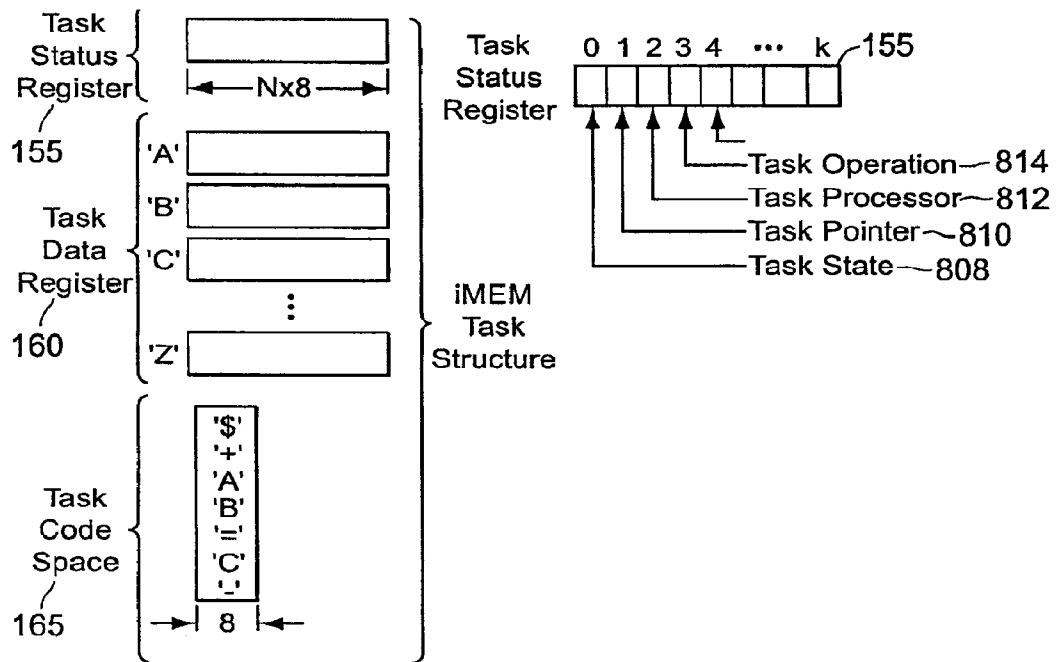 Task
Status
Register
155
Nx8
Task
Data
Register
160
'A'
'B'
'C'
⋮
'Z'
Task
Code
Space
165
'$'
'+'
'A'
'B'
'='
'C'
'_'
8
iMEM
Task
Structure
Task
Status
Register
0 1 2 3 4 ••• k
155
Task Operation 814
Task Processor 812
Task Pointer 810
Task State 808